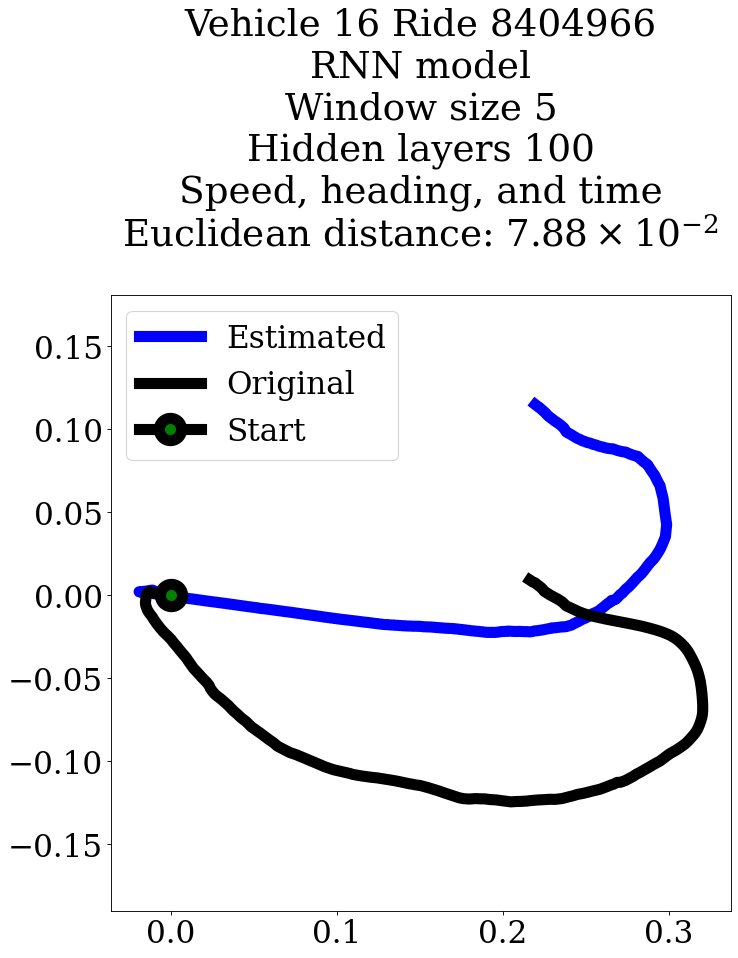 Vehicle 16 Ride 8404966
RNN model
Window size 5
Hidden layers 100
Speed, heading, and time
Euclidean distance: 7.88 × 10⁻²
Estimated
Original
Start
0.15
0.10
0.05
0.00
−0.05
−0.10
−0.15
0.0 0.1 0.2 0.3